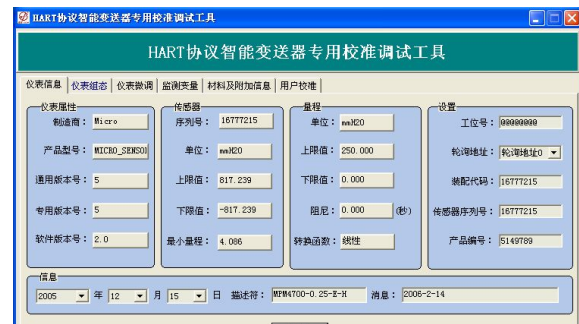 HART协议智能变送器专用校准调试工具
HART协议智能变送器专用校准调试工具
仪表信息 仪表组态 仪表微调 监测变量 材料及附加信息 用户校准
仪表属性 传感器 量程 设置
制造商: Micro 序列号: 16777215 单位: mmH2O 工位号: @@@@@@@@
产品型号: MICRO_SENSOR 单位: mmH2O 上限值: 250.000 轮询地址: 轮询地址0
通用版本号: 5 上限值: 817.239 下限值: 0.000 装配代码: 16777215
专用版本号: 5 下限值: -817.239 阻尼: 0.000 (秒) 传感器序列号: 16777215
软件版本号: 2.0 最小量程: 4.086 转换函数: 线性 产品编号: 5149789
信息
2005 年 12 月 15 日 描述符: MPM4700-0.25-E-H 消息: 2006-2-14